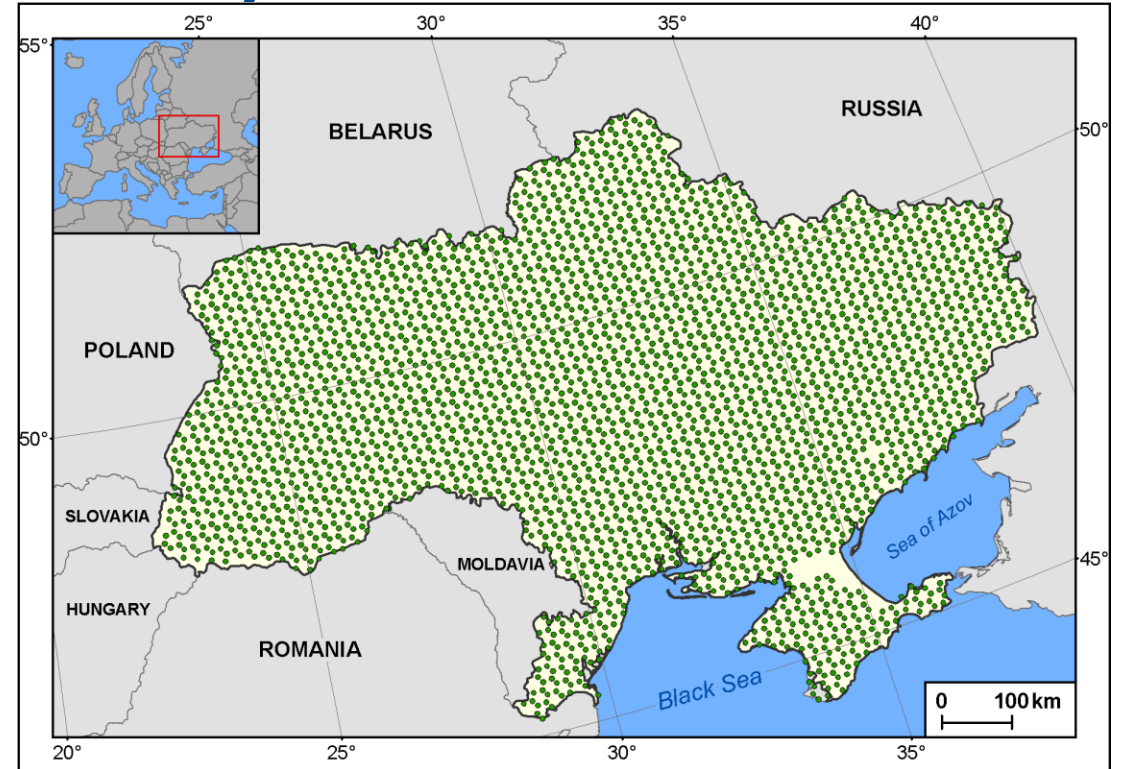 25°
30°
35°
40°
55°
BELARUS
RUSSIA
50°
POLAND
50°
SLOVAKIA
Sea of Azov
MOLDAVIA
45°
HUNGARY
ROMANIA
Black Sea
0 100 km
20°
25°
30°
35°